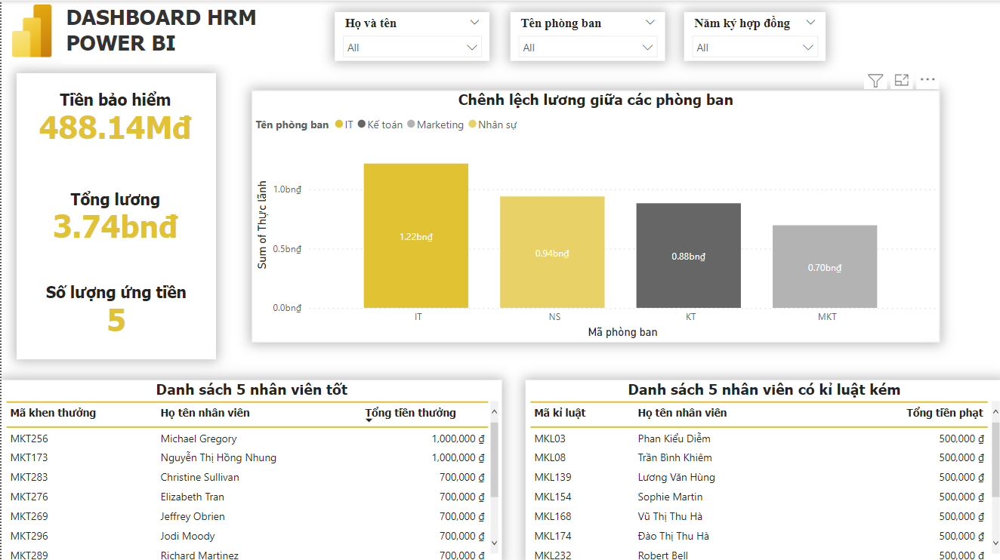 DASHBOARD HRM
POWER BI
Họ và tên
All
Tên phòng ban
All
Năm ký hợp đồng
All
Tiền bảo hiểm
488.14Mđ
Tổng lương
3.74bnđ
Số lượng ứng tiền
5
Chênh lệch lương giữa các phòng ban
Tên phòng ban IT Kế toán Marketing Nhân sự
Sum of Thực lãnh
1.0bn₫
0.5bn₫
0.0bn₫
1.22bn₫
0.94bn₫
0.88bn₫
0.70bn₫
IT NS KT MKT
Mã phòng ban
Danh sách 5 nhân viên tốt
Mã khen thưởng Họ tên nhân viên Tổng tiền thưởng
MKT256 Michael Gregory 1,000,000 ₫
MKT173 Nguyễn Thị Hồng Nhung 1,000,000 ₫
MKT283 Christine Sullivan 700,000 ₫
MKT276 Elizabeth Tran 700,000 ₫
MKT269 Jeffrey Obrien 700,000 ₫
MKT296 Jodi Moody 700,000 ₫
MKT289 Richard Martinez 700,000 ₫
Danh sách 5 nhân viên có kỉ luật kém
Mã kỉ luật Họ tên nhân viên Tổng tiền phạt
MKL03 Phan Kiểu Diễm 500,000 ₫
MKL08 Trần Bình Khiêm 500,000 ₫
MKL139 Lương Văn Hùng 500,000 ₫
MKL154 Sophie Martin 500,000 ₫
MKL168 Vũ Thị Thu Hà 500,000 ₫
MKL174 Đào Thị Thu Hà 500,000 ₫
MKL232 Robert Bell 500,000 ₫